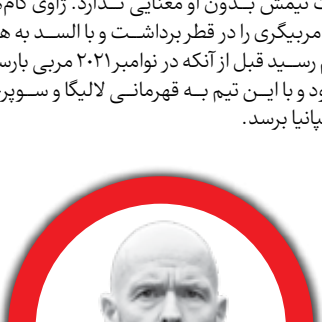 تیمش بدون او معنایی ندارد. ژاوی
مربیگری را در قطر برداشت و با السد به
رسید قبل از آنکه در نوامبر ۲۰۲۱ مربی
و با این تیم به قهرمانی لالیگا و
برسد.